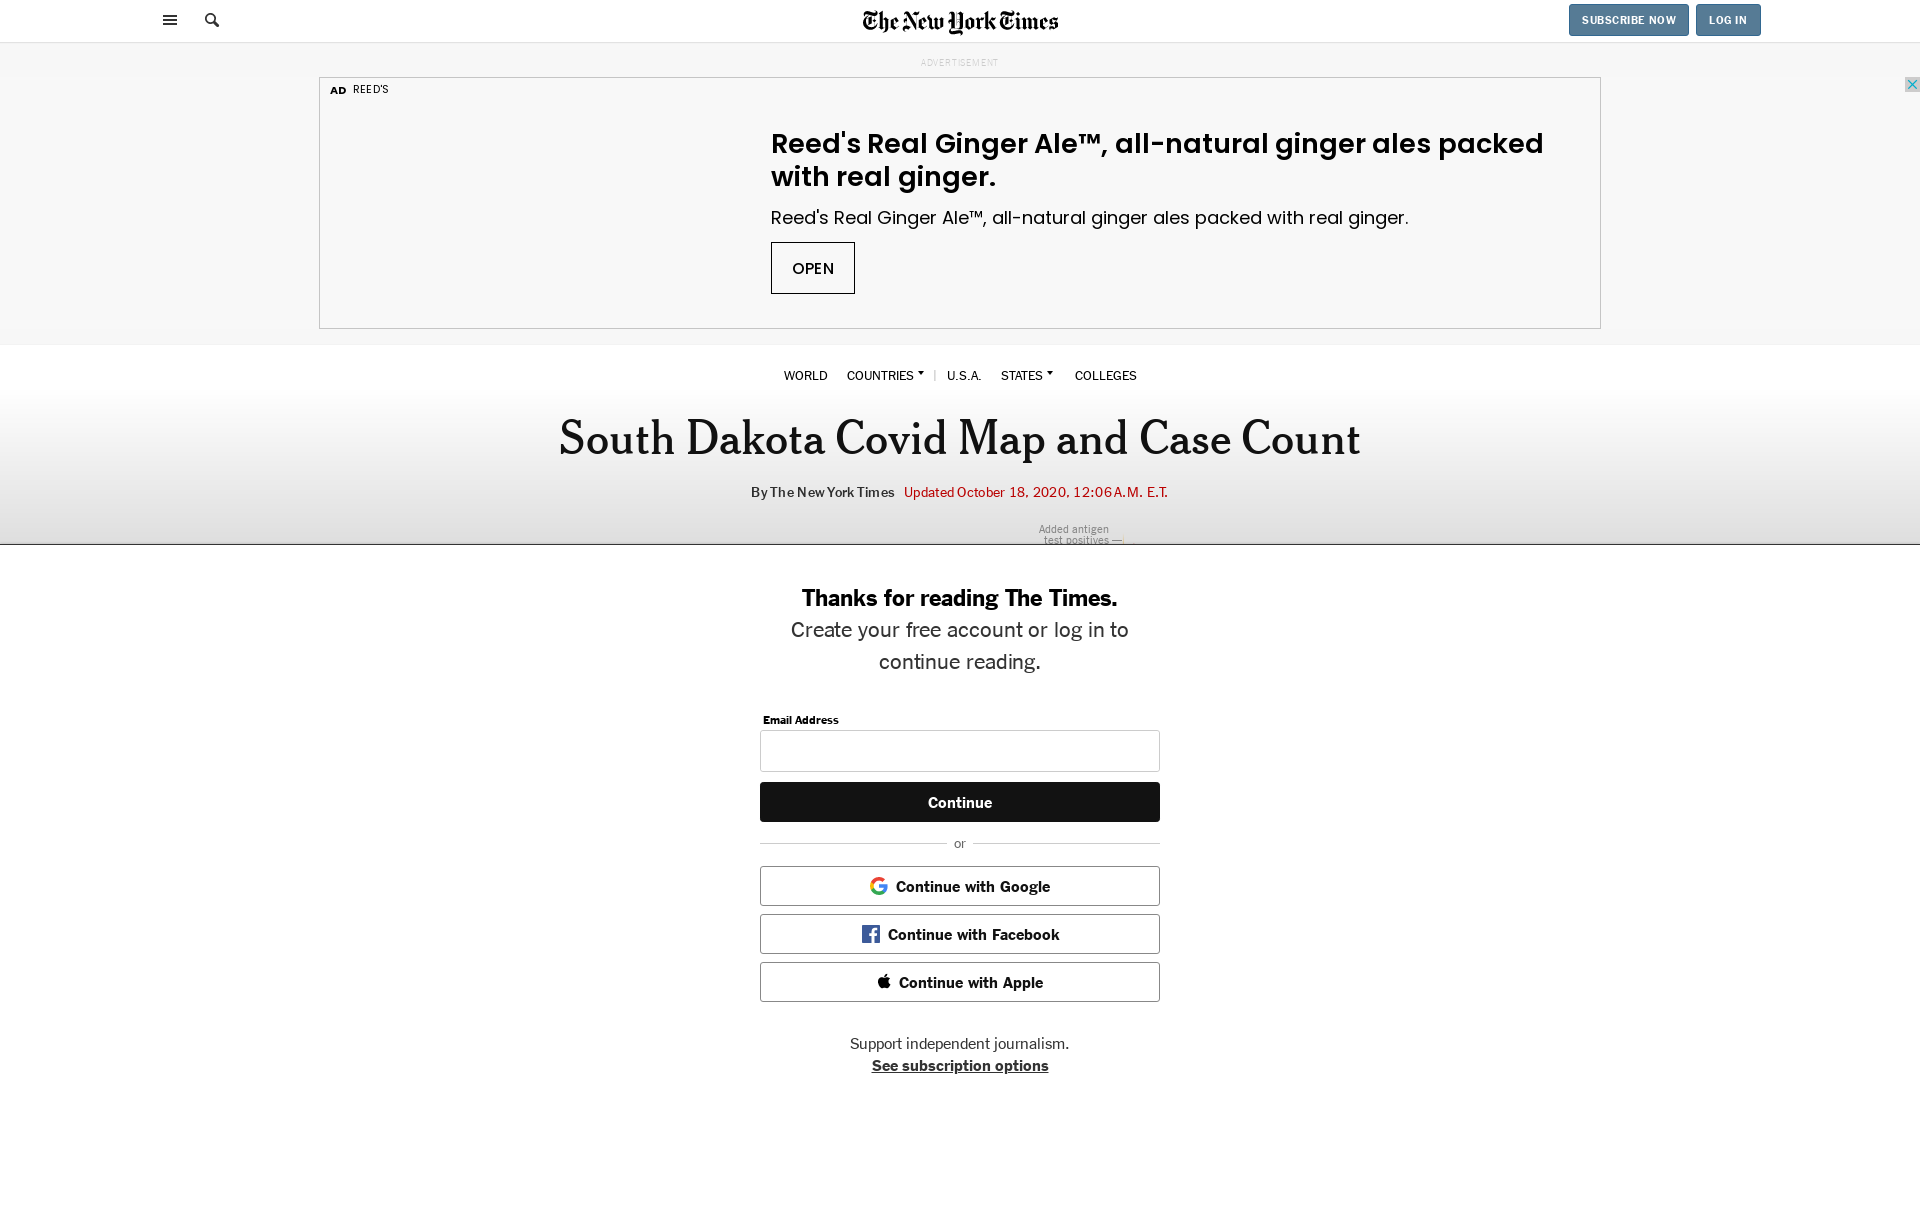 The New York Times
SUBSCRIBE NOW
LOG IN
ADVERTISEMENT
AD REED'S
Reed's Real Ginger Ale™, all-natural ginger ales packed
with real ginger.
Reed's Real Ginger Ale™, all-natural ginger ales packed with real ginger.
OPEN
WORLD COUNTRIES | U.S.A. STATES COLLEGES
South Dakota Covid Map and Case Count
By The New York Times Updated October 18, 2020, 12:06 A.M. E.T.
Added antigen
test positives —
Thanks for reading The Times.
Create your free account or log in to
continue reading.
Email Address
Continue
or
Continue with Google
Continue with Facebook
Continue with Apple
Support independent journalism.
See subscription options